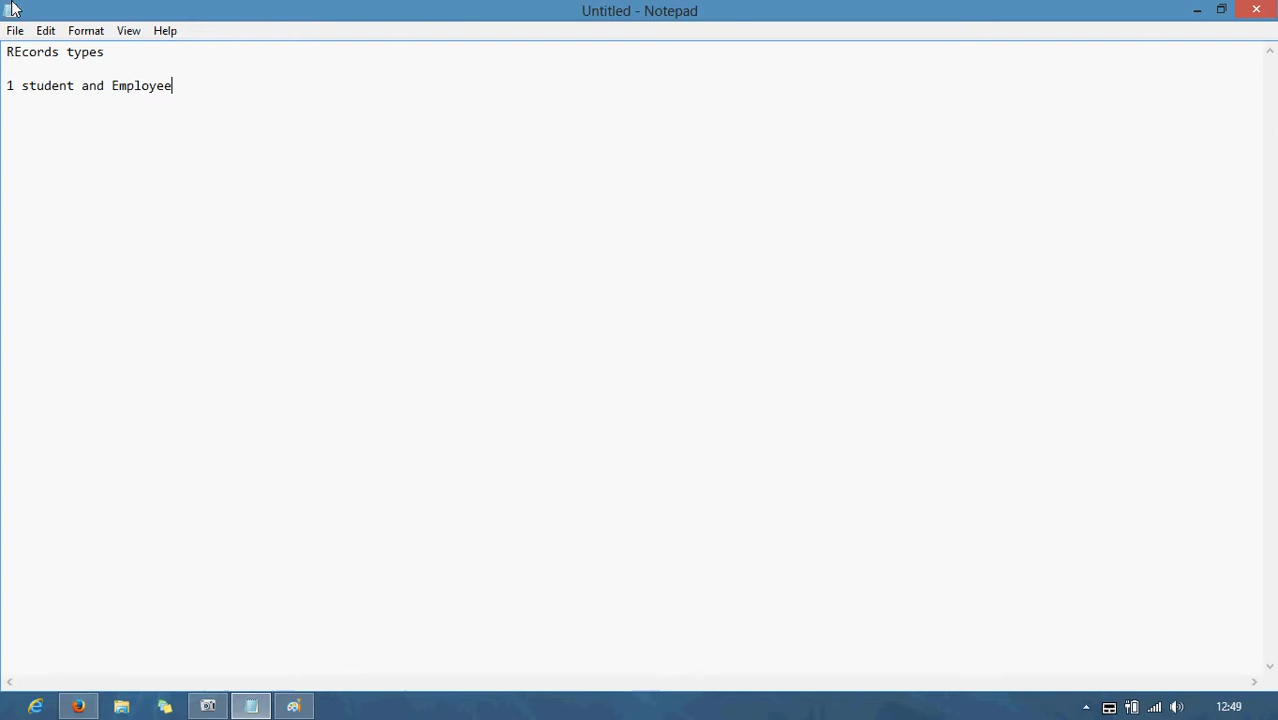 Untitled - Notepad
File Edit Format View Help
REcords types
1 student and Employee
12:49